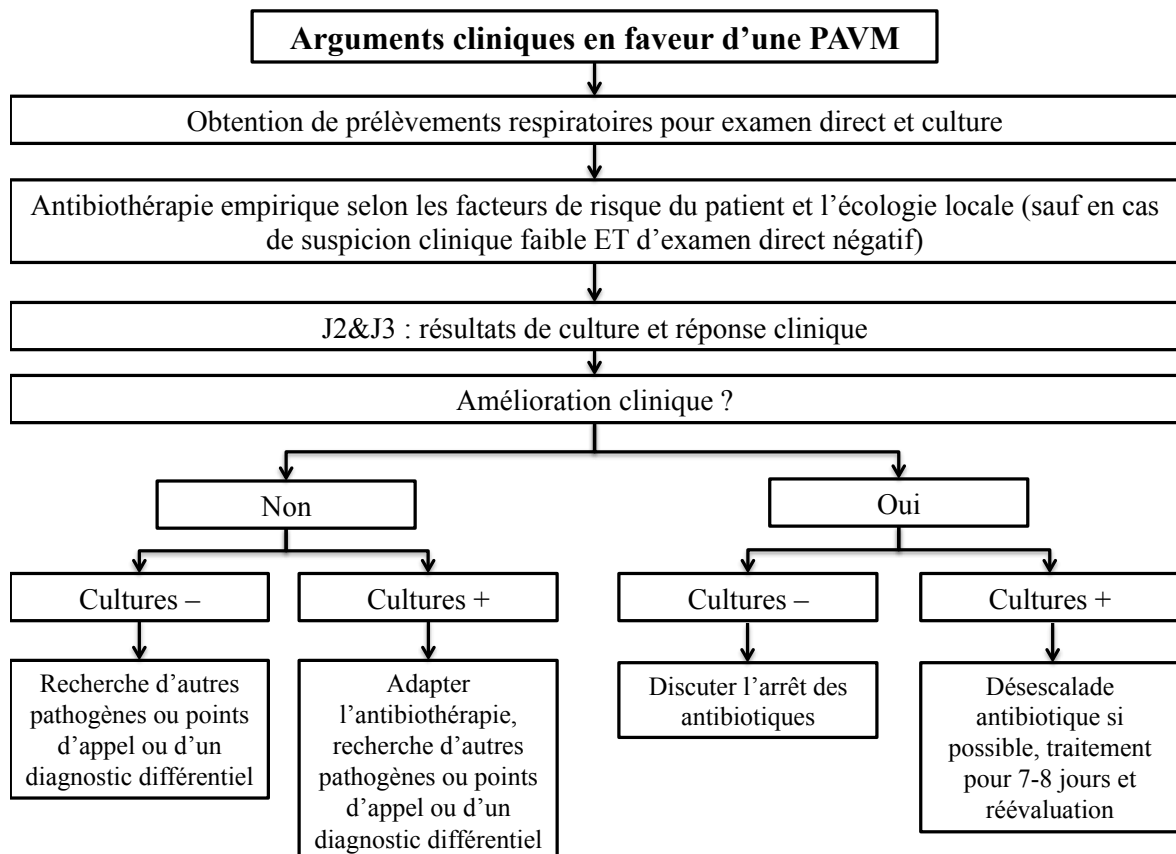 Arguments cliniques en faveur d’une PAVM
Obtention de prélèvements respiratoires pour examen direct et culture
Antibiothérapie empirique selon les facteurs de risque du patient et l’écologie locale (sauf en cas
de suspicion clinique faible ET d’examen direct négatif)
J2&J3 : résultats de culture et réponse clinique
Amélioration clinique ?
Non
Oui
Cultures –
Cultures +
Cultures –
Cultures +
Recherche d’autres
pathogènes ou points
d’appel ou d’un
diagnostic différentiel
Adapter
l’antibiothérapie,
recherche d’autres
pathogènes ou points
d’appel ou d’un
diagnostic différentiel
Discuter l’arrêt des
antibiotiques
Désescalade
antibiotique si
possible, traitement
pour 7-8 jours et
réévaluation